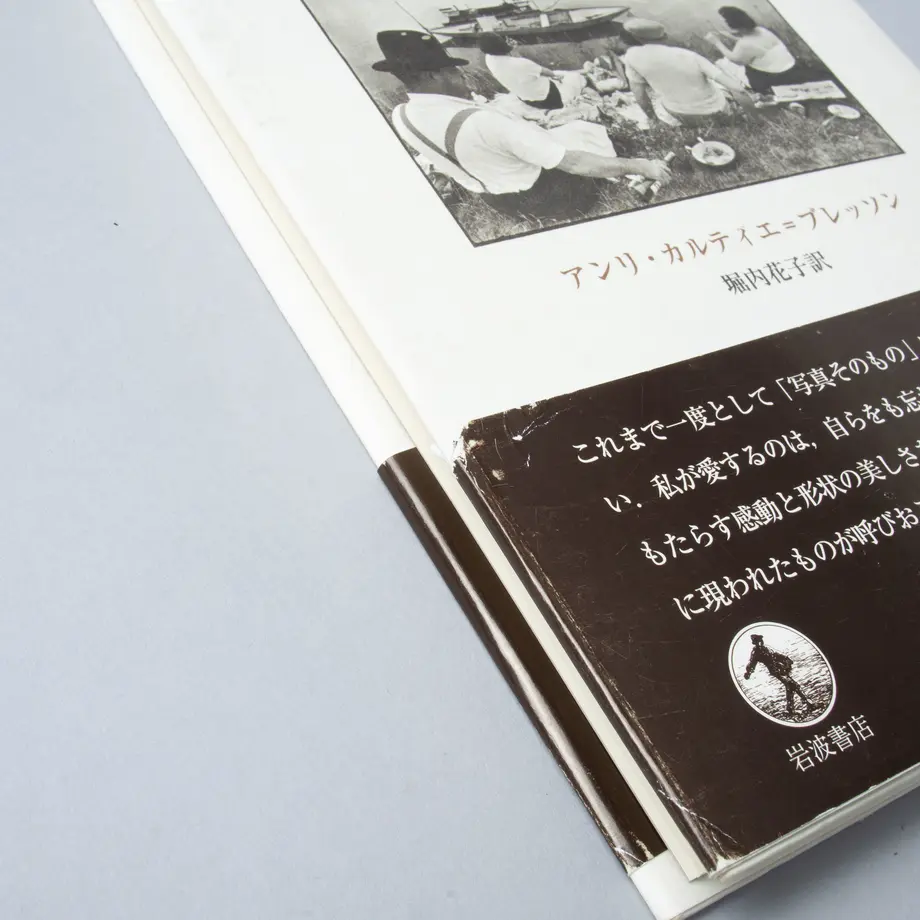 アンリ・カルティエ=ブレッソン
堀内花子訳
これまで一度として「写真そのもの」
い．私が愛するのは，自らをも忘
もたらす感動と形状の美しさ
に現われたものが呼びお
岩波書店